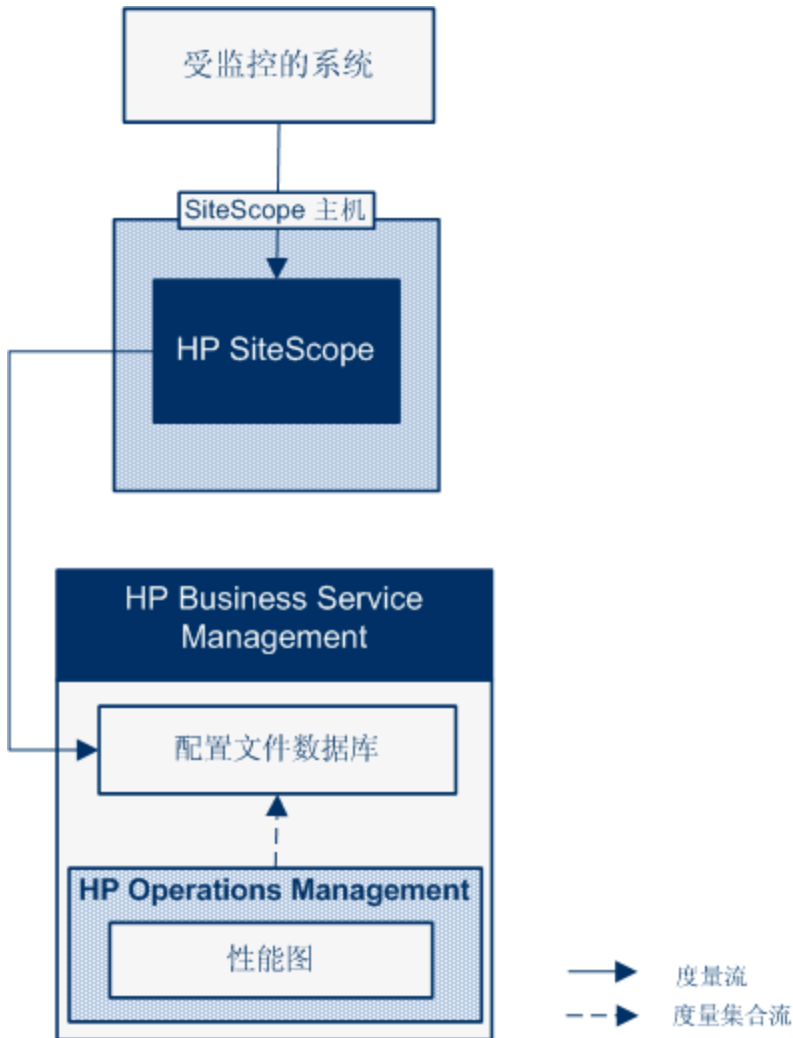 受监控的系统
SiteScope 主机
HP SiteScope
HP Business Service
Management
配置文件数据库
HP Operations Management
性能图
度量流
度量集合流